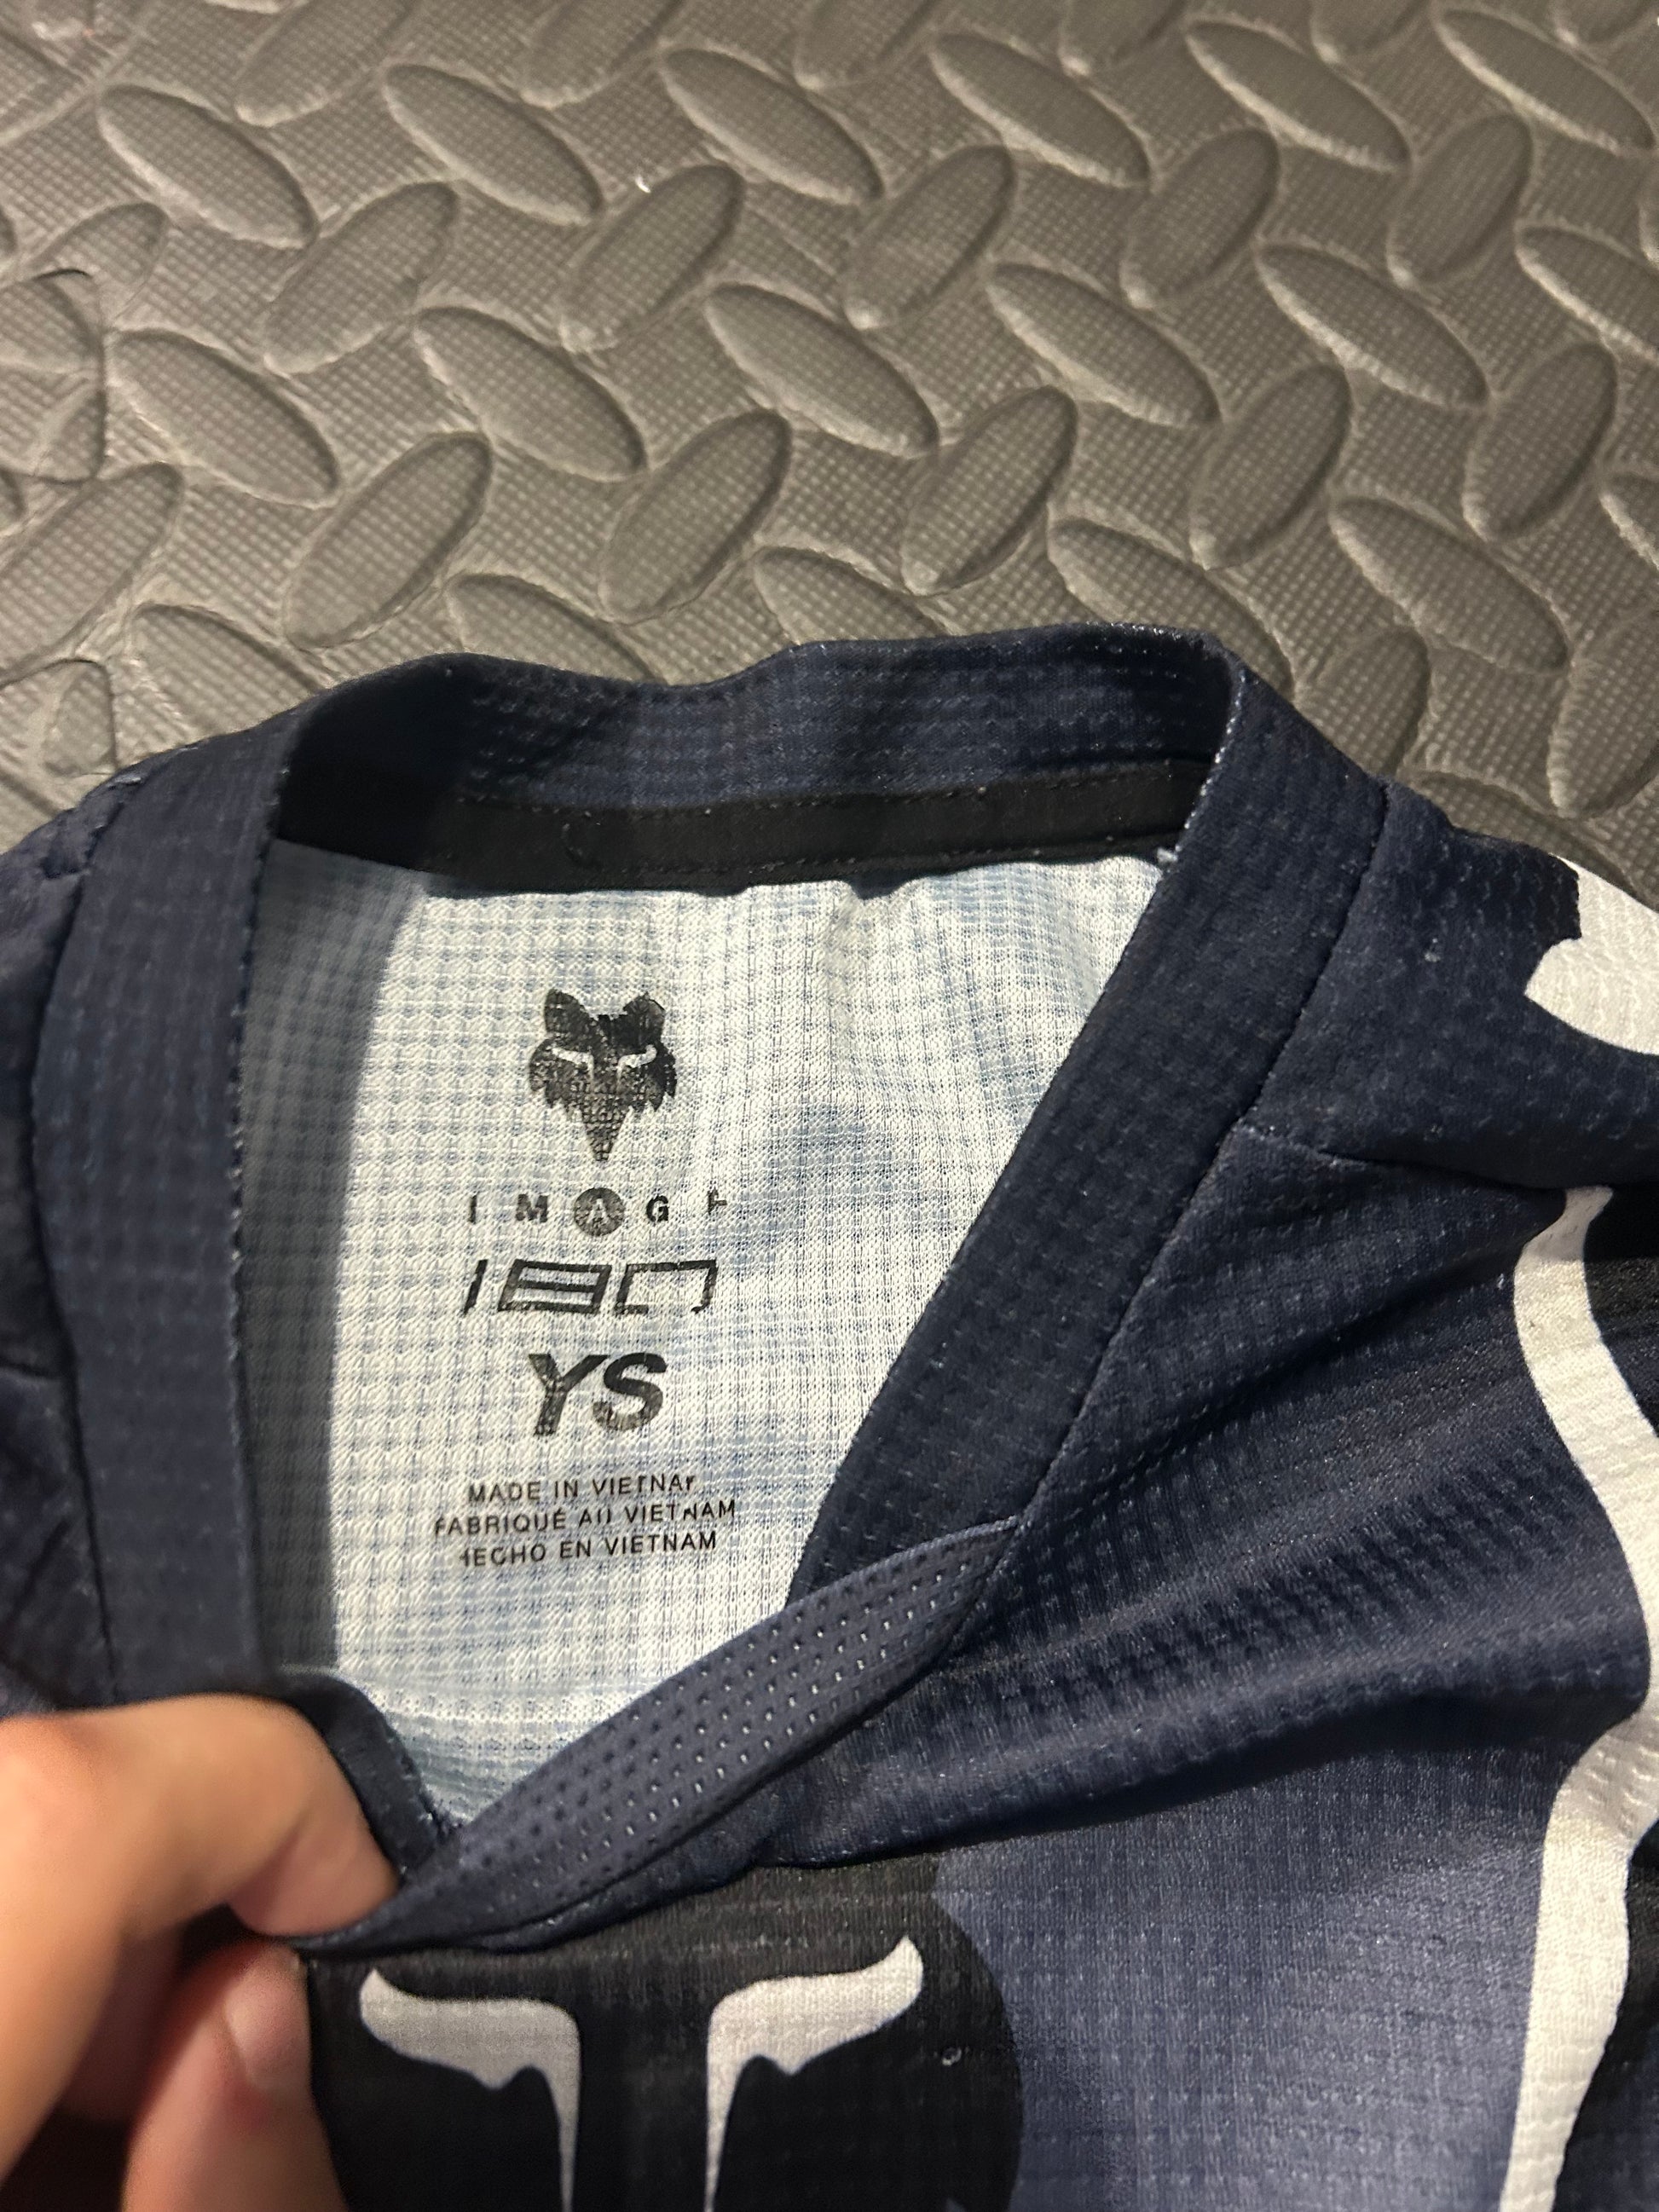 IMAGE
180
YS
MADE IN VIETNAM
FABRIQUÉ AU VIETNAM
HECHO EN VIETNAM